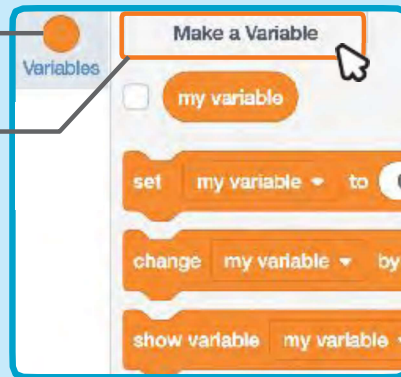 Make a Variable
Variables
my variable
set my variable to
change my variable by
show variable my variable